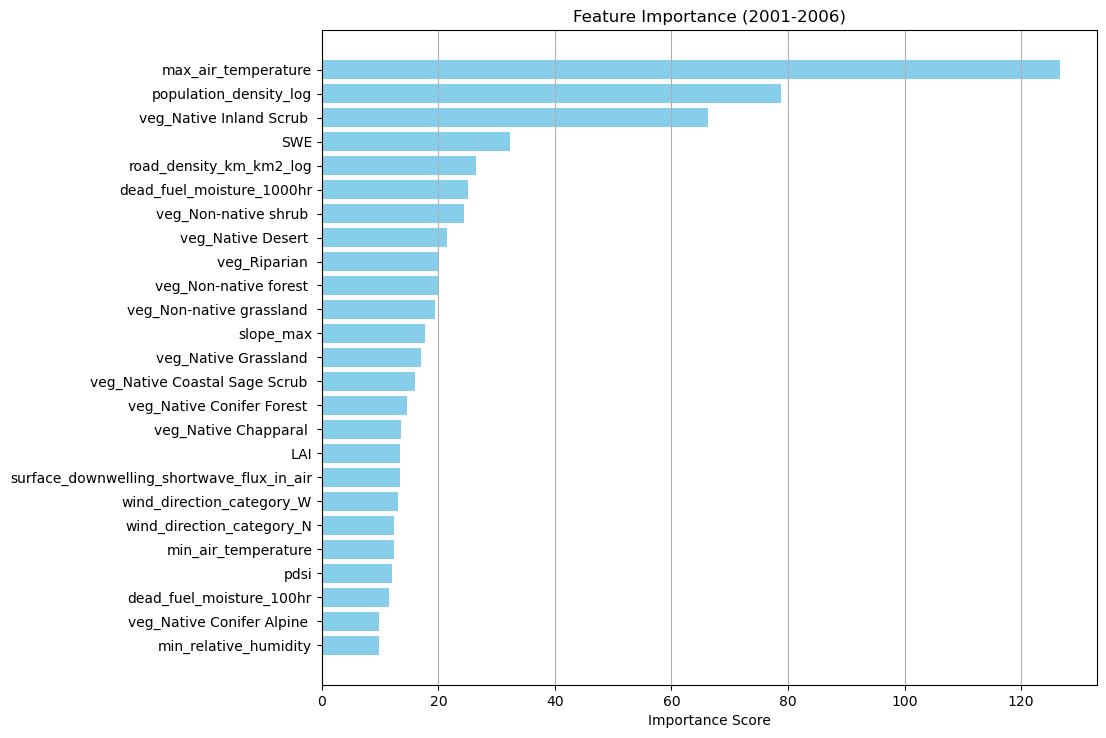 Feature Importance (2001-2006)
max_air_temperature
population_density_log
veg_Native Inland Scrub
SWE
road_density_km_km2_log
dead_fuel_moisture_1000hr
veg_Non-native shrub
veg_Native Desert
veg_Riparian
veg_Non-native forest
veg_Non-native grassland
slope_max
veg_Native Grassland
veg_Native Coastal Sage Scrub
veg_Native Conifer Forest
veg_Native Chapparal
LAI
surface_downwelling_shortwave_flux_in_air
wind_direction_category_W
wind_direction_category_N
min_air_temperature
pdsi
dead_fuel_moisture_100hr
veg_Native Conifer Alpine
min_relative_humidity
0 20 40 60 80 100 120
Importance Score